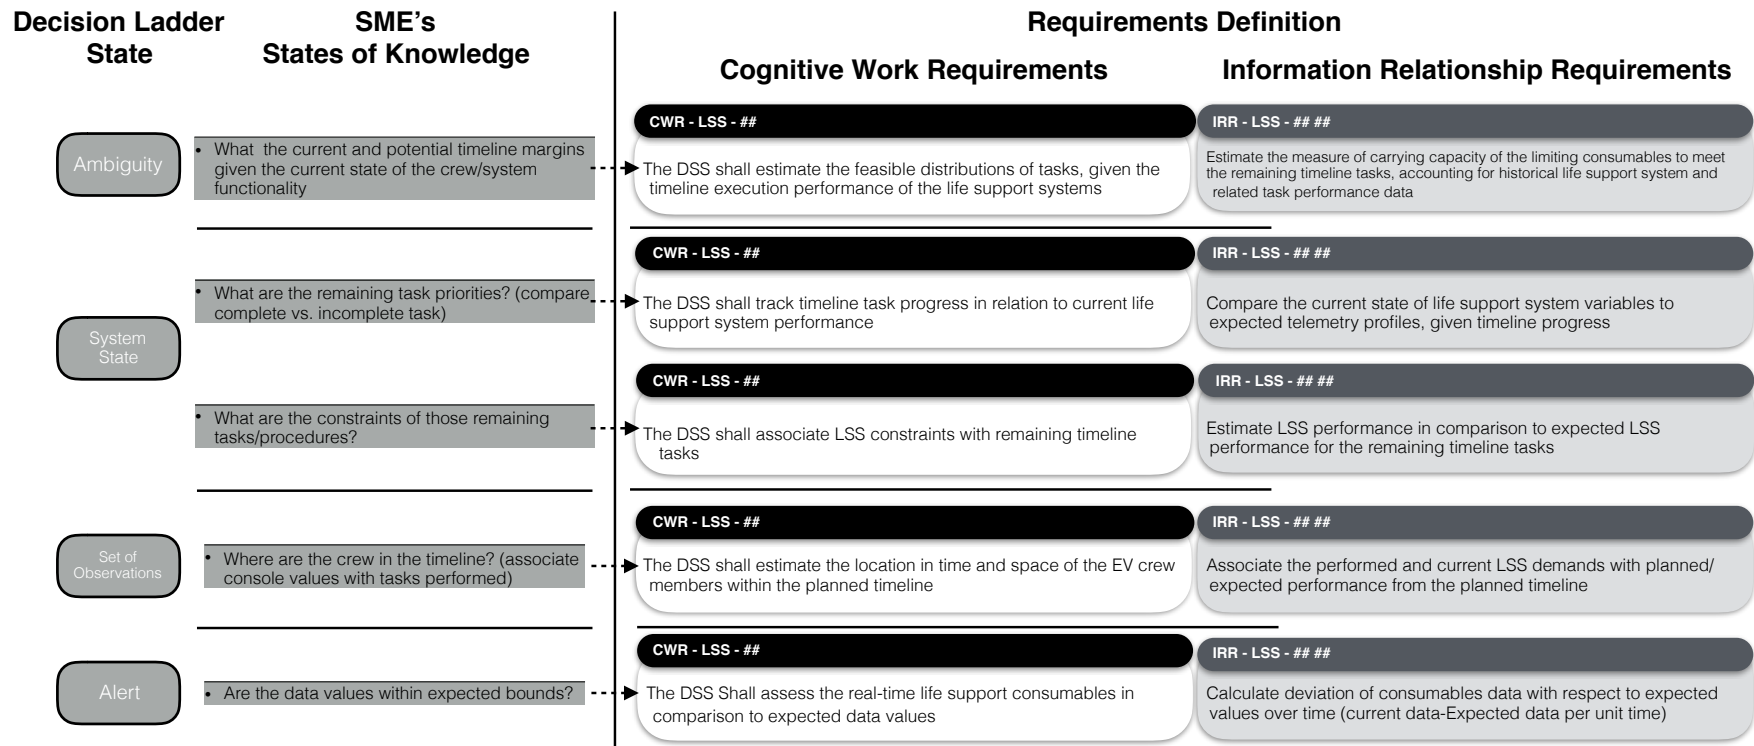 Decision Ladder
State
SME's
States of Knowledge
Requirements Definition
Cognitive Work Requirements
Information Relationship Requirements
Ambiguity
• What  the current and potential timeline margins
given the current state of the crew/system
functionality
CWR - LSS - ##
The DSS shall estimate the feasible distributions of tasks, given the
timeline execution performance of the life support systems
IRR - LSS - ## ##
Estimate the measure of carrying capacity of the limiting consumables to meet
the remaining timeline tasks, accounting for historical life support system and
related task performance data
System
State
• What are the remaining task priorities? (compare
complete vs. incomplete task)
CWR - LSS - ##
The DSS shall track timeline task progress in relation to current life
support system performance
IRR - LSS - ## ##
Compare the current state of life support system variables to
expected telemetry profiles, given timeline progress
• What are the constraints of those remaining
tasks/procedures?
CWR - LSS - ##
The DSS shall associate LSS constraints with remaining timeline
tasks
IRR - LSS - ## ##
Estimate LSS performance in comparison to expected LSS
performance for the remaining timeline tasks
Set of
Observations
• Where are the crew in the timeline? (associate
console values with tasks performed)
CWR - LSS - ##
The DSS shall estimate the location in time and space of the EV crew
members within the planned timeline
IRR - LSS - ## ##
Associate the performed and current LSS demands with planned/
expected performance from the planned timeline
Alert
• Are the data values within expected bounds?
CWR - LSS - ##
The DSS Shall assess the real-time life support consumables in
comparison to expected data values
IRR - LSS - ## ##
Calculate deviation of consumables data with respect to expected
values over time (current data-Expected data per unit time)